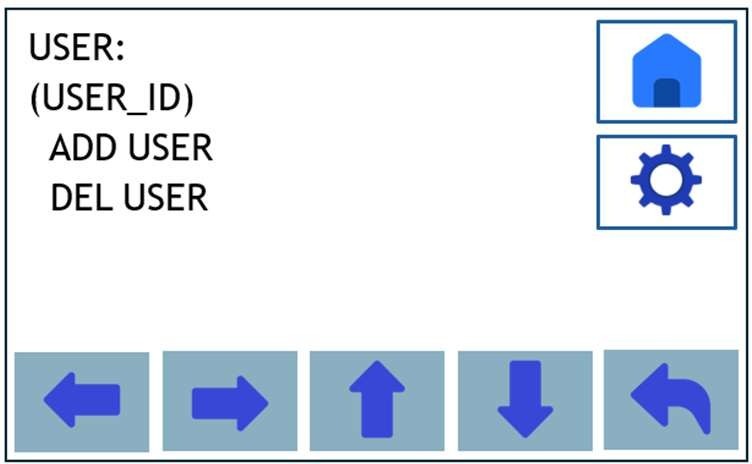 USER:
(USER_ID)
ADD USER
DEL USER